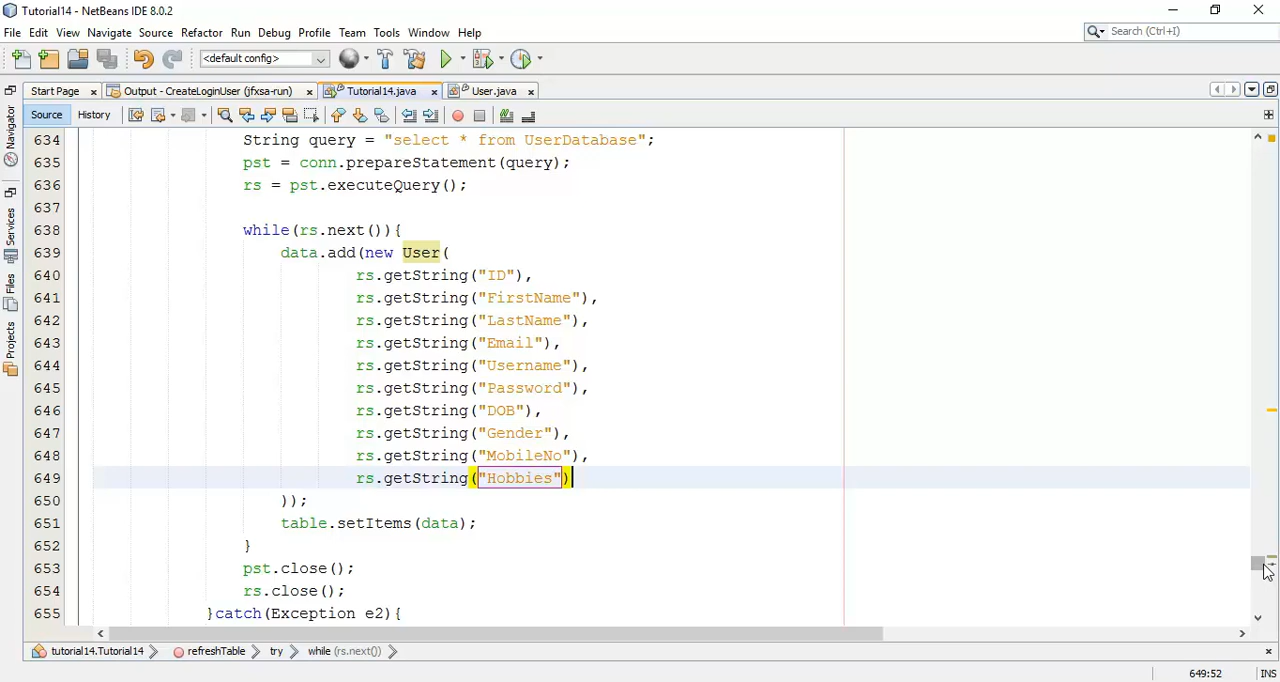 Tutorial14 - NetBeans IDE 8.0.2
File Edit View Navigate Source Refactor Run Debug Profile Team Tools Window Help
Search (Ctrl+I)
<default config>
Start Page Output - CreateLoginUser (jfxsa-run) Tutorial14.java User.java
Source History
Navigator
Services
Files
Projects
634 String query = "select * from UserDatabase";
635 pst = conn.prepareStatement(query);
636 rs = pst.executeQuery();
637
638 while(rs.next()){
639 data.add(new User(
640 rs.getString("ID"),
641 rs.getString("FirstName"),
642 rs.getString("LastName"),
643 rs.getString("Email"),
644 rs.getString("Username"),
645 rs.getString("Password"),
646 rs.getString("DOB"),
647 rs.getString("Gender"),
648 rs.getString("MobileNo"),
649 rs.getString("Hobbies")
650 ));
651 table.setItems(data);
652 }
653 pst.close();
654 rs.close();
655 }catch(Exception e2){
tutorial14.Tutorial14 refreshTable try while (rs.next())
649:52 INS